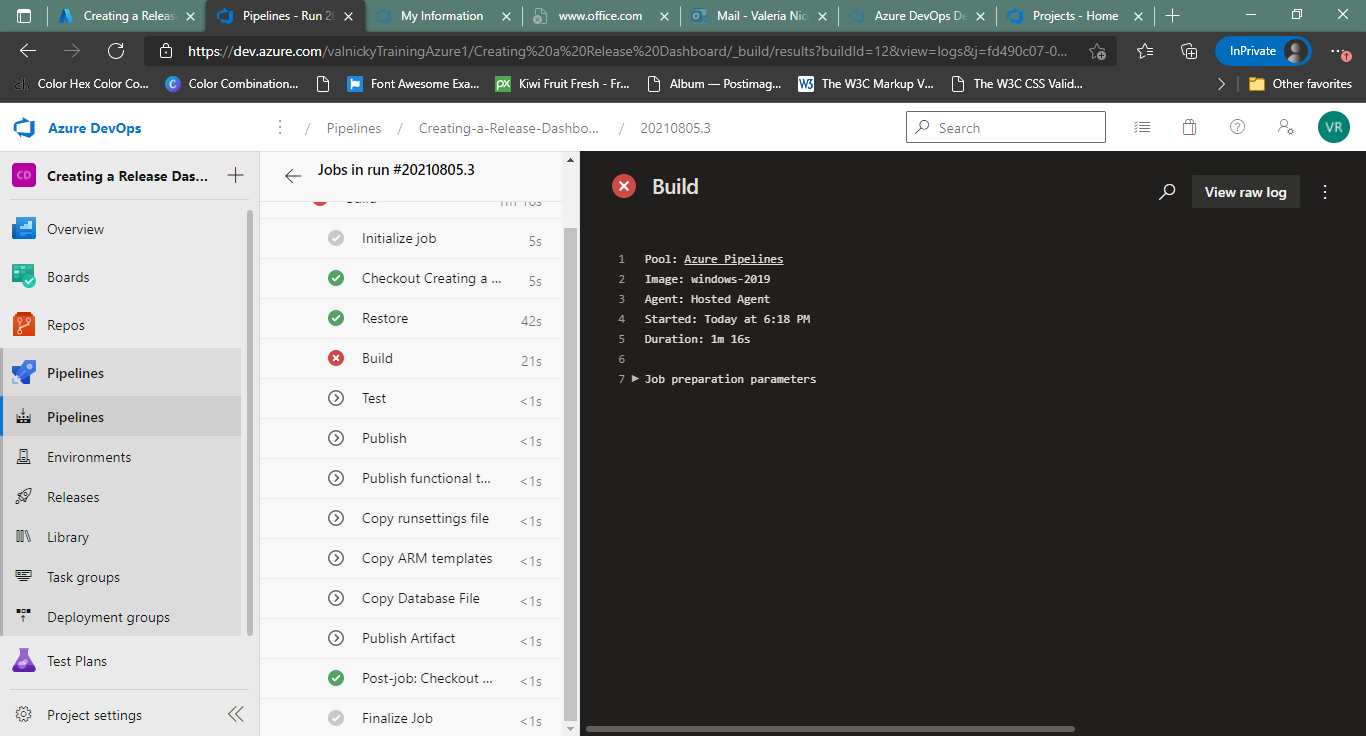 Creating a Releas
Pipelines - Run 20
My Information
www.office.com
Mail - Valeria Nic
Azure DevOps De
Projects - Home
https://dev.azure.com/valnickyTrainingAzure1/Creating%20a%20Release%20Dashboard/_build/results?buildId=12&view=logs&j=fd490c07-0...
InPrivate
Color Hex Color Co...
Color Combination...
Font Awesome Exa...
Kiwi Fruit Fresh - Fr...
Album — Postimag...
The W3C Markup V...
The W3C CSS Valid...
Other favorites
Azure DevOps
/ Pipelines / Creating-a-Release-Dashbo... / 20210805.3
Search
VR
CD
Creating a Release Das...
Overview
Boards
Repos
Pipelines
Pipelines
Environments
Releases
Library
Task groups
Deployment groups
Test Plans
Project settings
Jobs in run #20210805.3
Initialize job 5s
Checkout Creating a ... 5s
Restore 42s
Build 21s
Test <1s
Publish <1s
Publish functional t... <1s
Copy runsettings file <1s
Copy ARM templates <1s
Copy Database File <1s
Publish Artifact <1s
Post-job: Checkout ... <1s
Finalize Job <1s
Build
View raw log
1 Pool: Azure Pipelines
2 Image: windows-2019
3 Agent: Hosted Agent
4 Started: Today at 6:18 PM
5 Duration: 1m 16s
6
7 Job preparation parameters